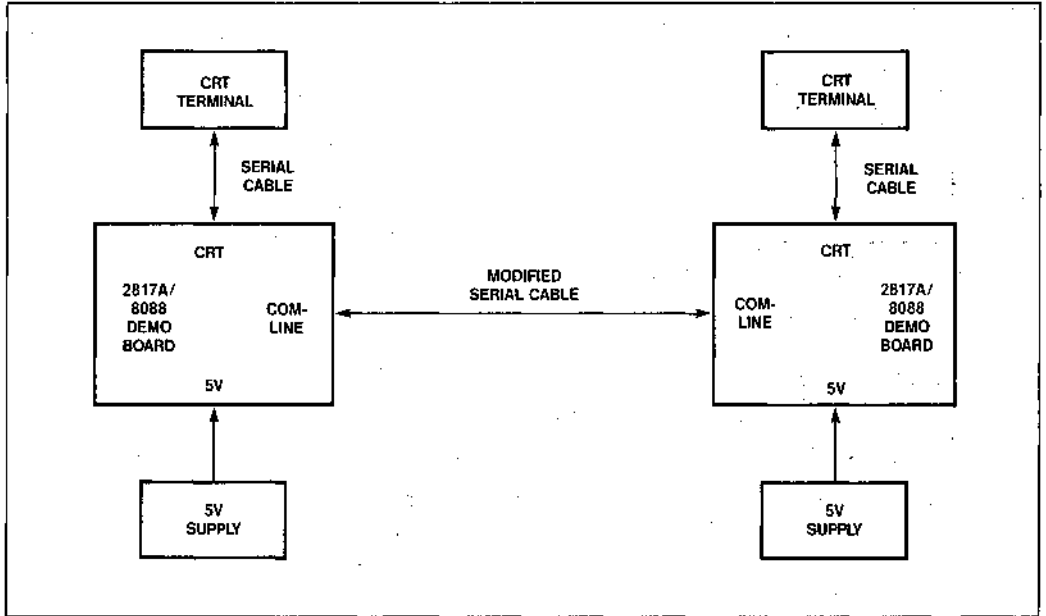 CRT
TERMINAL
CRT
TERMINAL
SERIAL
CABLE
SERIAL
CABLE
CRT
2817A/
8088
DEMO
BOARD
COM-
LINE
5V
MODIFIED
SERIAL CABLE
CRT
COM-
LINE
2817A/
8088
DEMO
BOARD
5V
5V
SUPPLY
5V
SUPPLY